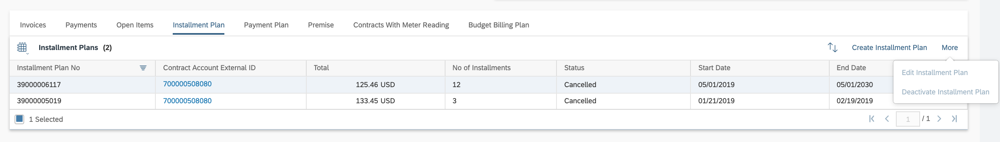 Invoices Payments Open Items Installment Plan Payment Plan Premise Contracts With Meter Reading Budget Billing Plan
Installment Plans (2) Create Installment Plan More
Installment Plan No Contract Account External ID Total No of Installments Status Start Date End Date
Edit Installment Plan
39000006117 700000508080 125.46 USD 12 Cancelled 05/01/2019 05/01/2030
Deactivate Installment Plan
39000005019 700000508080 133.45 USD 3 Cancelled 01/21/2019 02/19/2019
1 Selected 1 / 1